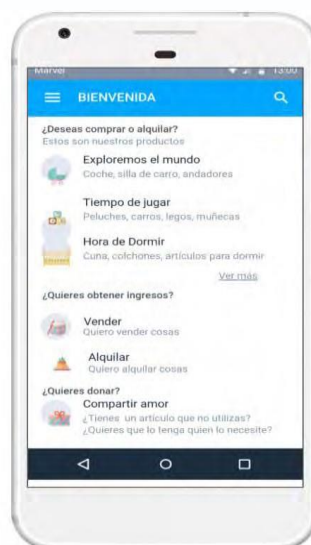 Marvel 13:00
BIENVENIDA
¿Deseas comprar o alquilar?
Estos son nuestros productos
Exploremos el mundo
Coche, silla de carro, andadores
Tiempo de jugar
Peluches, carros, legos, muñecas
Hora de Dormir
Cuna, colchones, artículos para dormir
Ver más
¿Quieres obtener ingresos?
Vender
Quiero vender cosas
Alquilar
Quiero alquilar cosas
¿Quieres donar?
Compartir amor
¿Tienes un artículo que no utilizas?
¿Quieres que lo tenga quien lo necesite?